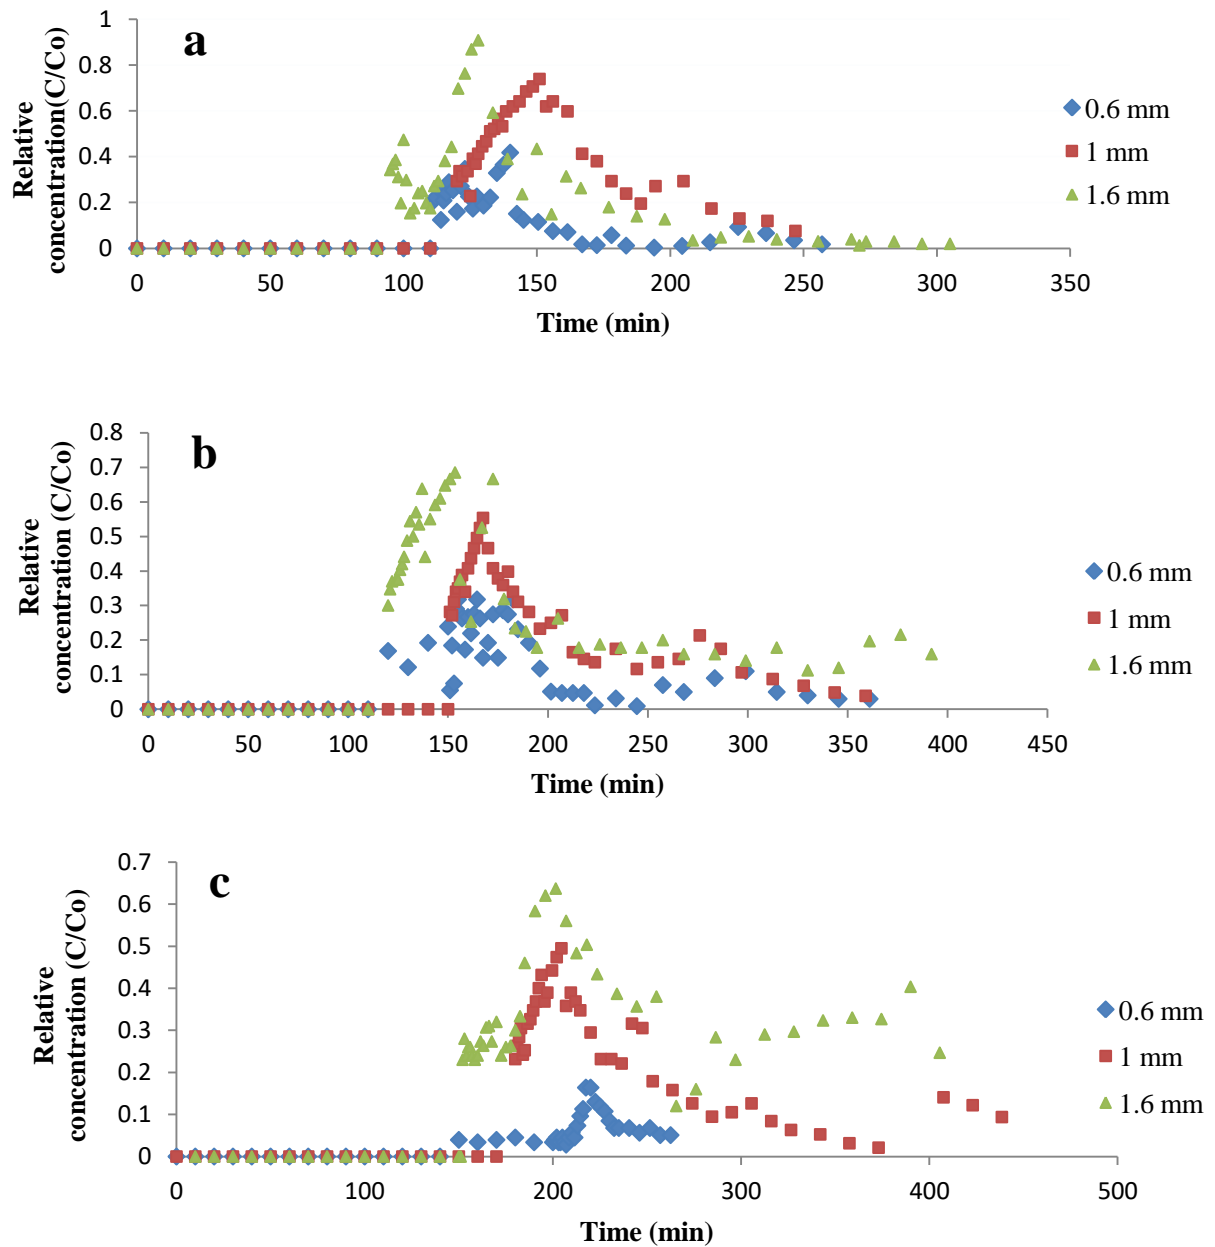 a
Relative
concentration(C/Co)
1
0.8
0.6
0.4
0.2
0
0 50 100 150 200 250 300 350
Time (min)
0.6 mm
1 mm
1.6 mm
b
Relative
concentration (C/Co)
0.8
0.7
0.6
0.5
0.4
0.3
0.2
0.1
0
0 50 100 150 200 250 300 350 400 450
Time (min)
0.6 mm
1 mm
1.6 mm
c
Relative
concentration (C/Co)
0.7
0.6
0.5
0.4
0.3
0.2
0.1
0
0 100 200 300 400 500
Time (min)
0.6 mm
1 mm
1.6 mm